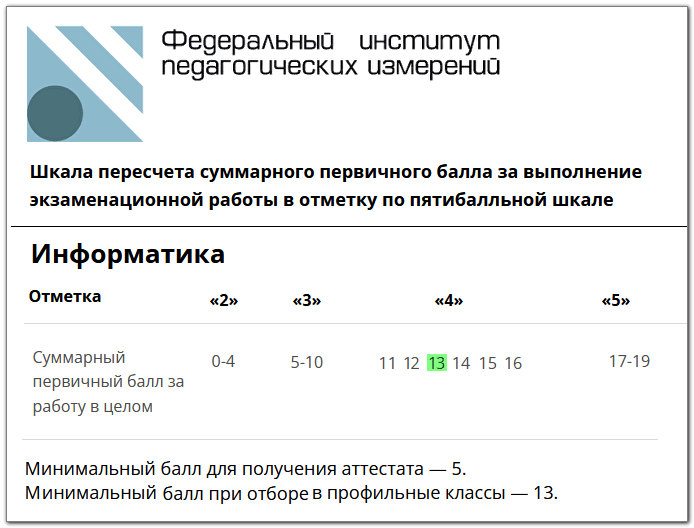 Федеральный институт
педагогических измерений
Шкала пересчета суммарного первичного балла за выполнение
экзаменационной работы в отметку по пятибалльной шкале
Информатика
Отметка «2» «3» «4» «5»
Суммарный
первичный балл за
работу в целом
0-4 5-10 11 12 13 14 15 16 17-19
Минимальный балл для получения аттестата — 5.
Минимальный балл при отборе в профильные классы — 13.